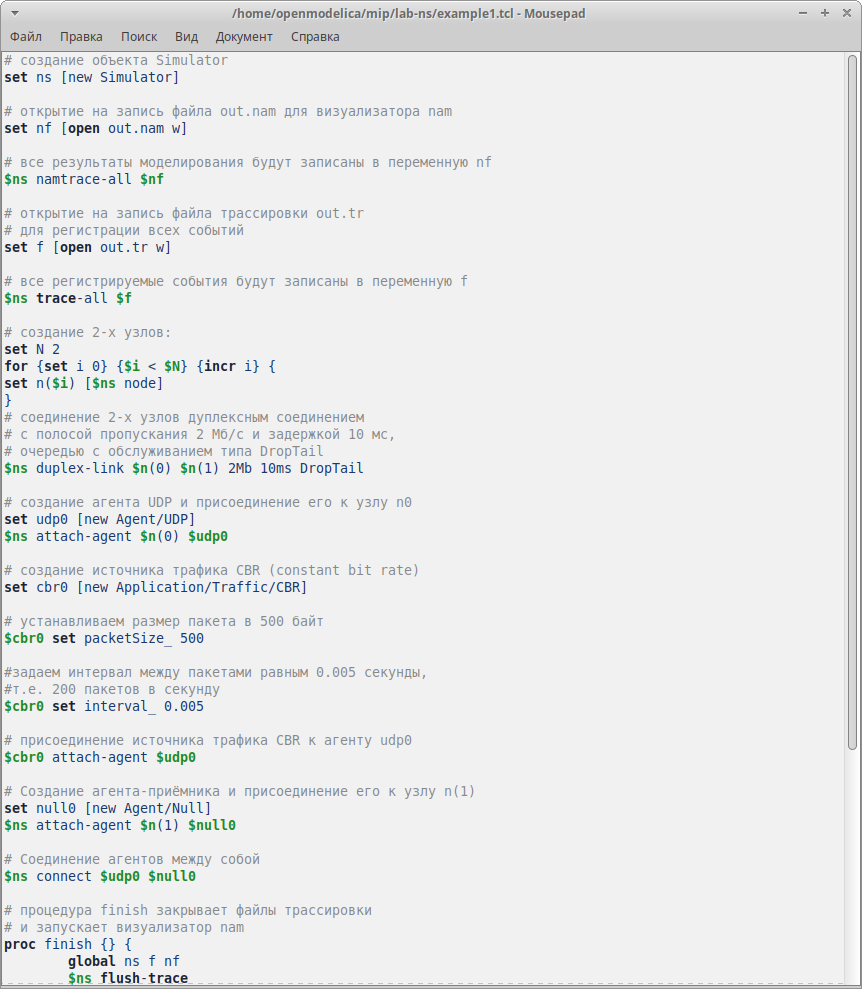 /home/openmodelica/mip/lab-ns/example1.tcl - Mousepad
Файл Правка Поиск Вид Документ Справка
# создание объекта Simulator
set ns [new Simulator]
# открытие на запись файла out.nam для визуализатора nam
set nf [open out.nam w]
# все результаты моделирования будут записаны в переменную nf
$ns namtrace-all $nf
# открытие на запись файла трассировки out.tr
# для регистрации всех событий
set f [open out.tr w]
# все регистрируемые события будут записаны в переменную f
$ns trace-all $f
# создание 2-х узлов:
set N 2
for {set i 0} {$i < $N} {incr i} {
set n($i) [$ns node]
}
# соединение 2-х узлов дуплексным соединением
# с полосой пропускания 2 Мб/с и задержкой 10 мс,
# очередью с обслуживанием типа DropTail
$ns duplex-link $n(0) $n(1) 2Mb 10ms DropTail
# создание агента UDP и присоединение его к узлу n0
set udp0 [new Agent/UDP]
$ns attach-agent $n(0) $udp0
# создание источника трафика CBR (constant bit rate)
set cbr0 [new Application/Traffic/CBR]
# устанавливаем размер пакета в 500 байт
$cbr0 set packetSize_ 500
#задаем интервал между пакетами равным 0.005 секунды,
#т.е. 200 пакетов в секунду
$cbr0 set interval_ 0.005
# присоединение источника трафика CBR к агенту udp0
$cbr0 attach-agent $udp0
# Создание агента-приёмника и присоединение его к узлу n(1)
set null0 [new Agent/Null]
$ns attach-agent $n(1) $null0
# Соединение агентов между собой
$ns connect $udp0 $null0
# процедура finish закрывает файлы трассировки
# и запускает визуализатор nam
proc finish {} {
global ns f nf
$ns flush-trace